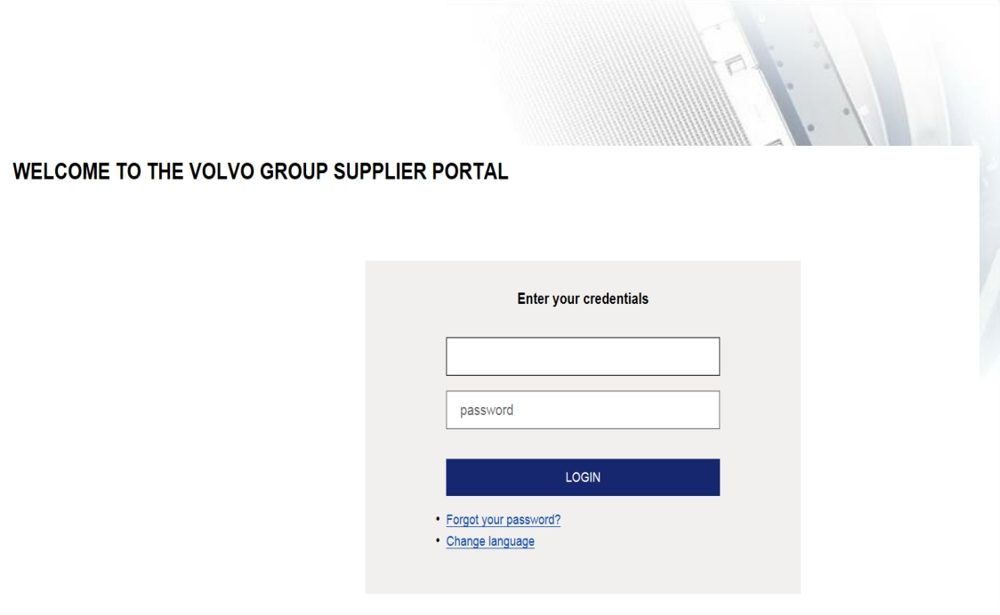 WELCOME TO THE VOLVO GROUP SUPPLIER PORTAL
Enter your credentials
password
LOGIN
• Forgot your password?
• Change language